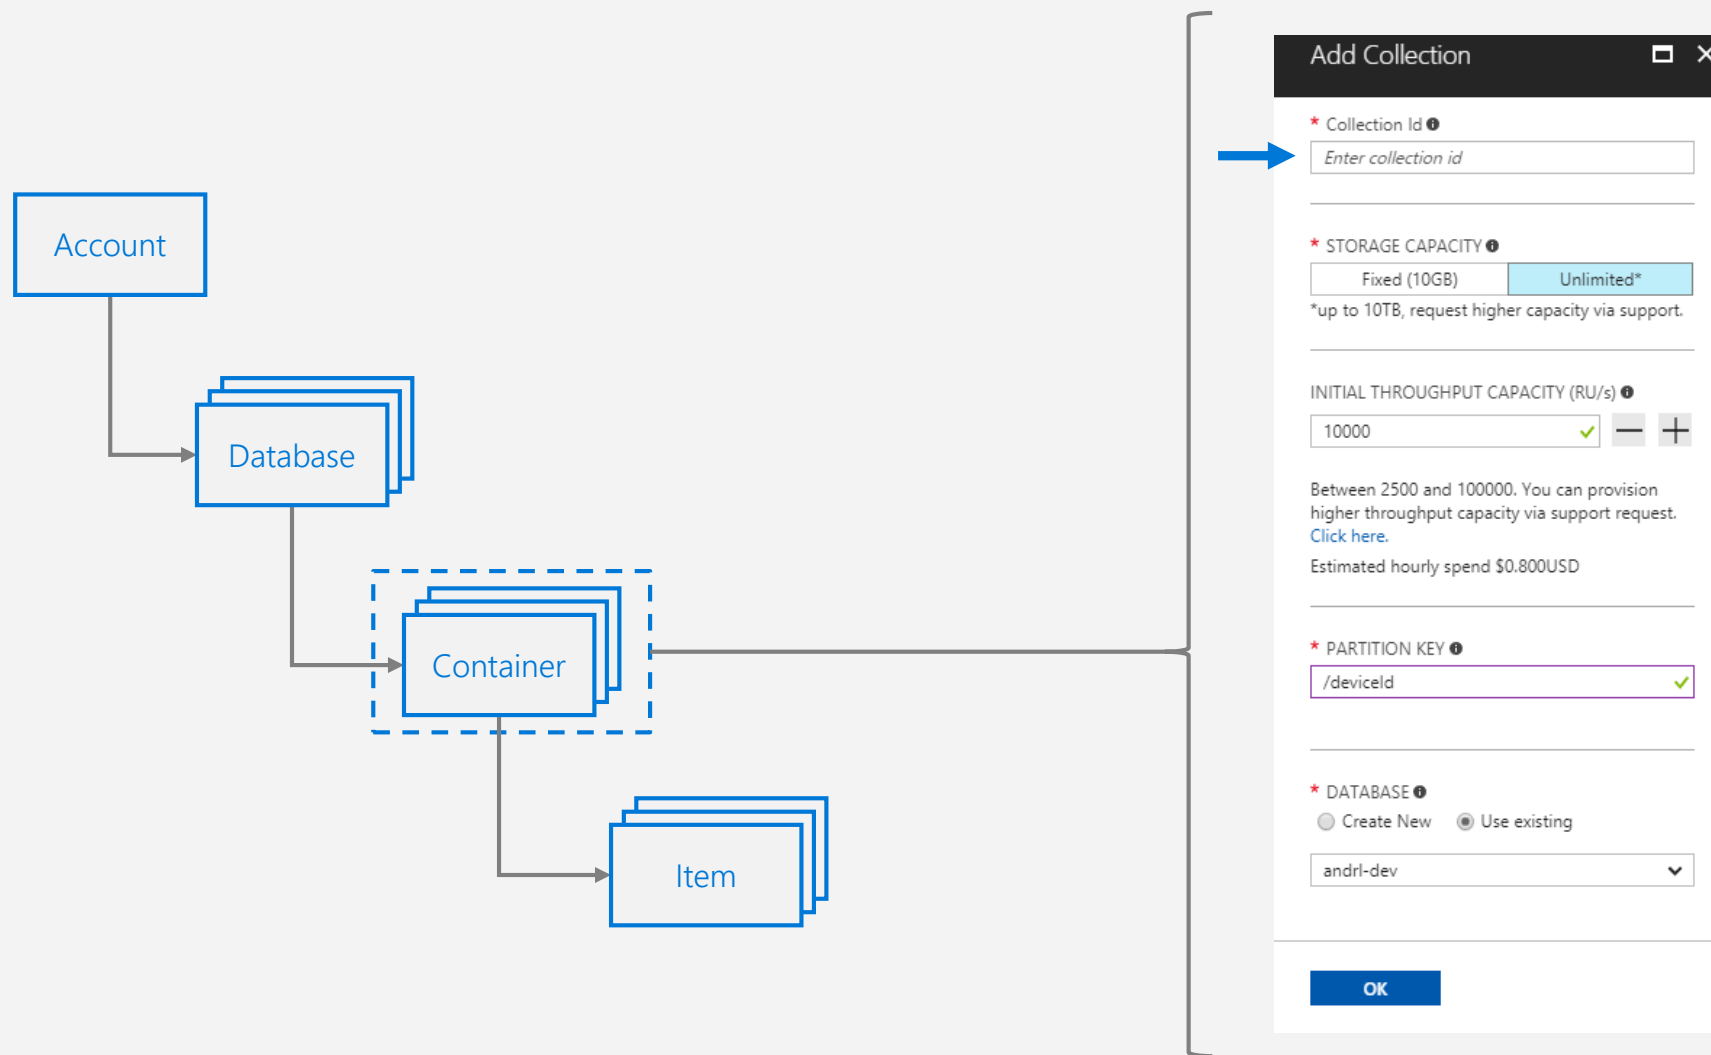 Account
Database
Container
Item
Add Collection
* Collection Id
Enter collection id
* STORAGE CAPACITY
Fixed (10GB) Unlimited*
*up to 10TB, request higher capacity via support.
INITIAL THROUGHPUT CAPACITY (RU/s)
10000
Between 2500 and 100000. You can provision
higher throughput capacity via support request.
Click here.
Estimated hourly spend $0.800USD
* PARTITION KEY
/deviceId
* DATABASE
Create New Use existing
andrl-dev
OK